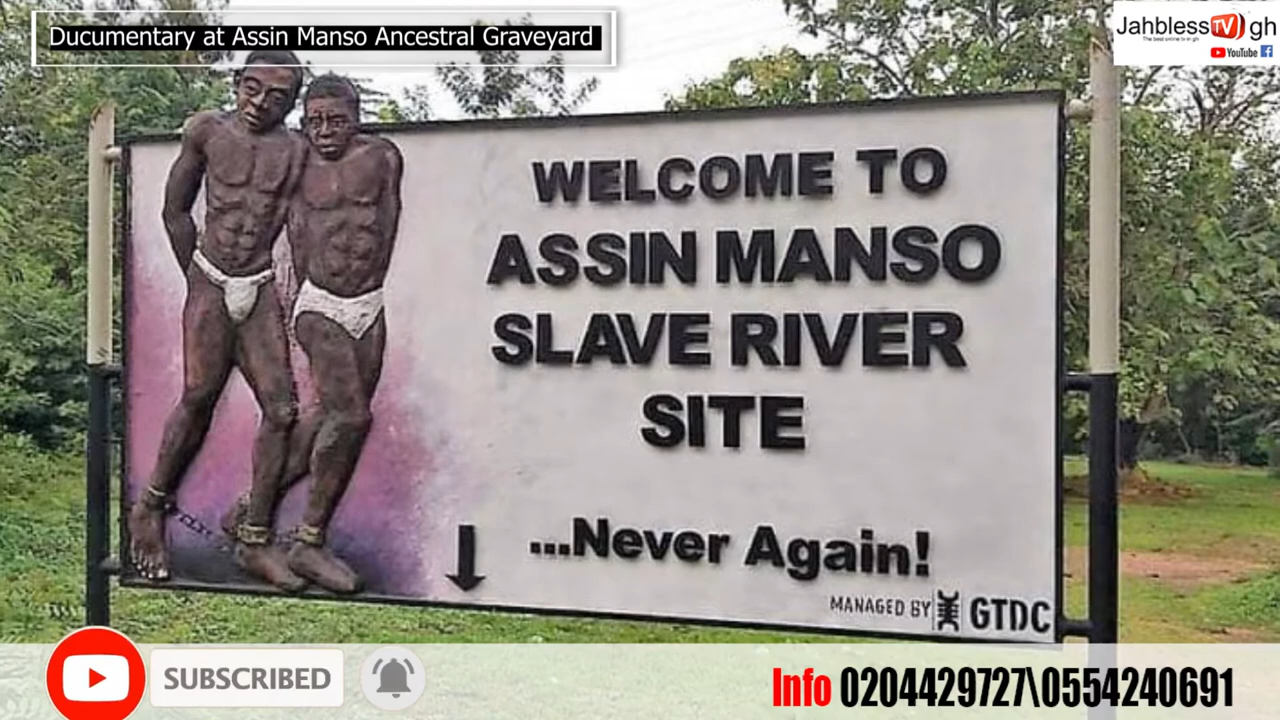 Ducumentary at Assin Manso Ancestral Graveyard
Jahbless TV gh
The best online tv in gh
YouTube
WELCOME TO
ASSIN MANSO
SLAVE RIVER
SITE
...Never Again!
MANAGED BY GTDC
SUBSCRIBED
Info 0204429727\0554240691